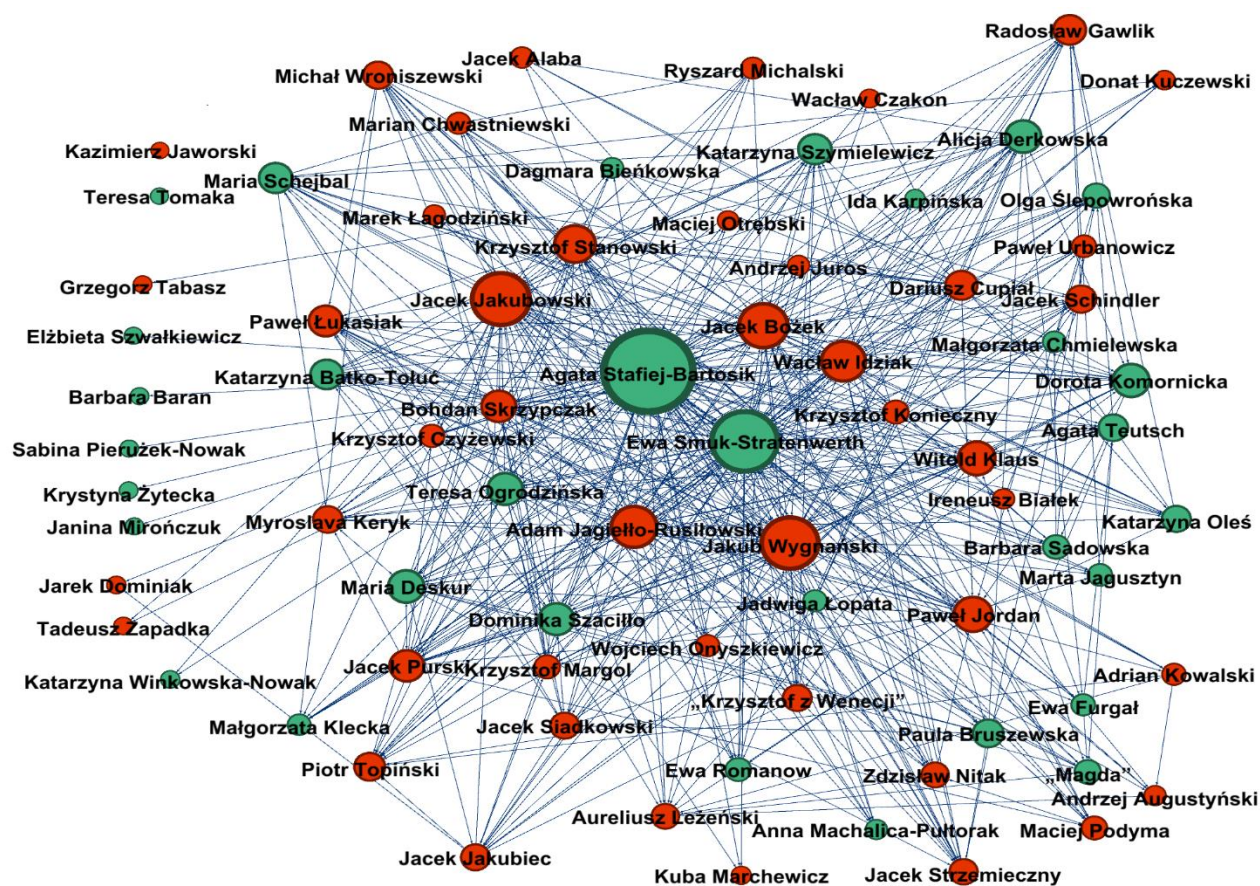 Radosław Gawlik
Jacek Alaba
Michał Wroniszewski
Ryszard Michalski
Donat Kuczewski
Wacław Czakon
Marian Chwastniewski
Alicja Derkowska
Kazimierz Jaworski
Katarzyna Szymielewicz
Dagmara Bieńkowska
Maria Schejbal
Teresa Tomaka
Ida Karpińska
Olga Ślepowrońska
Marek Łagodziński
Maciej Otrębski
Krzysztof Stanowski
Paweł Urbanowicz
Andrzej Juros
Grzegorz Tabasz
Dariusz Cupiał
Jacek Jakubowski
Jacek Schindler
Paweł Łukasiak
Jacek Bożek
Elżbieta Szwałkiewicz
Małgorzata Chmielewska
Wacław Idziak
Agata Stafiej-Bartosik
Katarzyna Batko-Tołuć
Dorota Komornicka
Barbara Baran
Bohdan Skrzypczak
Krzysztof Konieczny
Agata Teutsch
Krzysztof Czyżewski
Ewa Smuk-Stratenwerth
Sabina Pierużek-Nowak
Witold Klaus
Krystyna Żytecka
Teresa Ogrodzińska
Ireneusz Białek
Janina Mirończuk
Myroslava Keryk
Adam Jagiełło-Rusiłowski
Katarzyna Oleś
Jakub Wygnański
Barbara Sadowska
Marta Jagusztyn
Jarek Dominiak
Maria Deskur
Jadwiga Łopata
Dominika Szaciłło
Paweł Jordan
Tadeusz Zapadka
Wojciech Onyszkiewicz
Jacek Purski
Krzysztof Margol
Adrian Kowalski
Katarzyna Winkowska-Nowak
„Krzysztof z Wenecji”
Ewa Furgał
Małgorzata Klecka
Jacek Siadkowski
Paula Bruszewska
Piotr Topiński
Ewa Romanow
Zdzisław Nitak
„Magda”
Andrzej Augustyński
Aureliusz Leżeński
Anna Machalica-Pułtorak
Maciej Podyma
Jacek Jakubiec
Kuba Marchewicz
Jacek Strzemieczny